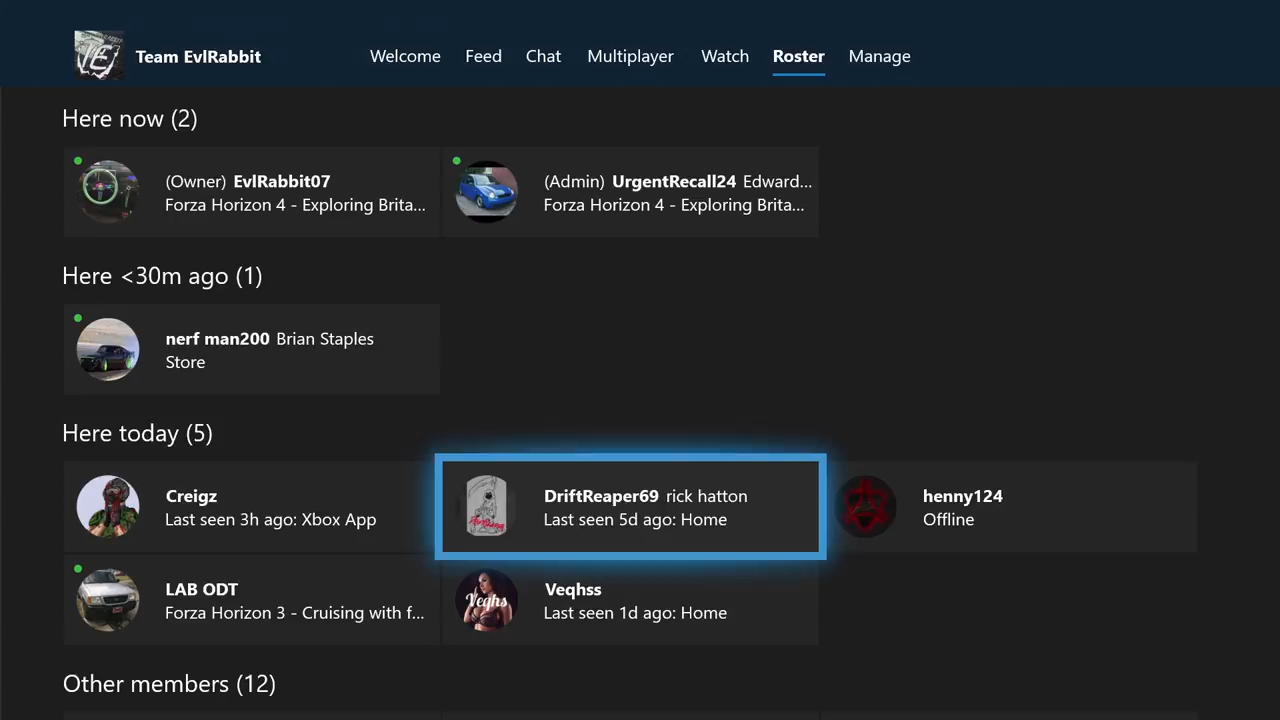 Team EvlRabbit
Welcome Feed Chat Multiplayer Watch Roster Manage
Here now (2)
(Owner) EvlRabbit07
Forza Horizon 4 - Exploring Brita...
(Admin) UrgentRecall24 Edward...
Forza Horizon 4 - Exploring Brita...
Here <30m ago (1)
nerf man200 Brian Staples
Store
Here today (5)
Creigz
Last seen 3h ago: Xbox App
DriftReaper69 rick hatton
Last seen 5d ago: Home
henny124
Offline
LAB ODT
Forza Horizon 3 - Cruising with f...
Veqhs
Veqhss
Last seen 1d ago: Home
Other members (12)